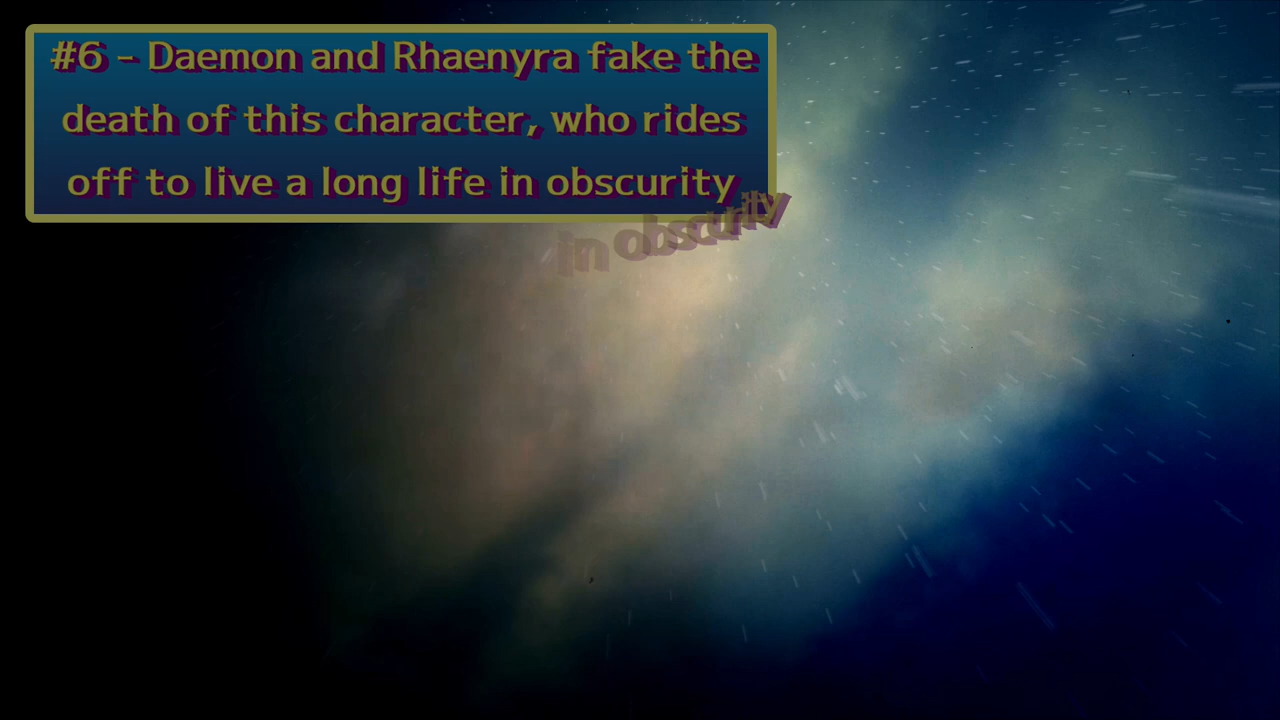 #6 - Daemon and Rhaenyra fake the
death of this character, who rides
off to live a long life in obscurity
in obscurity